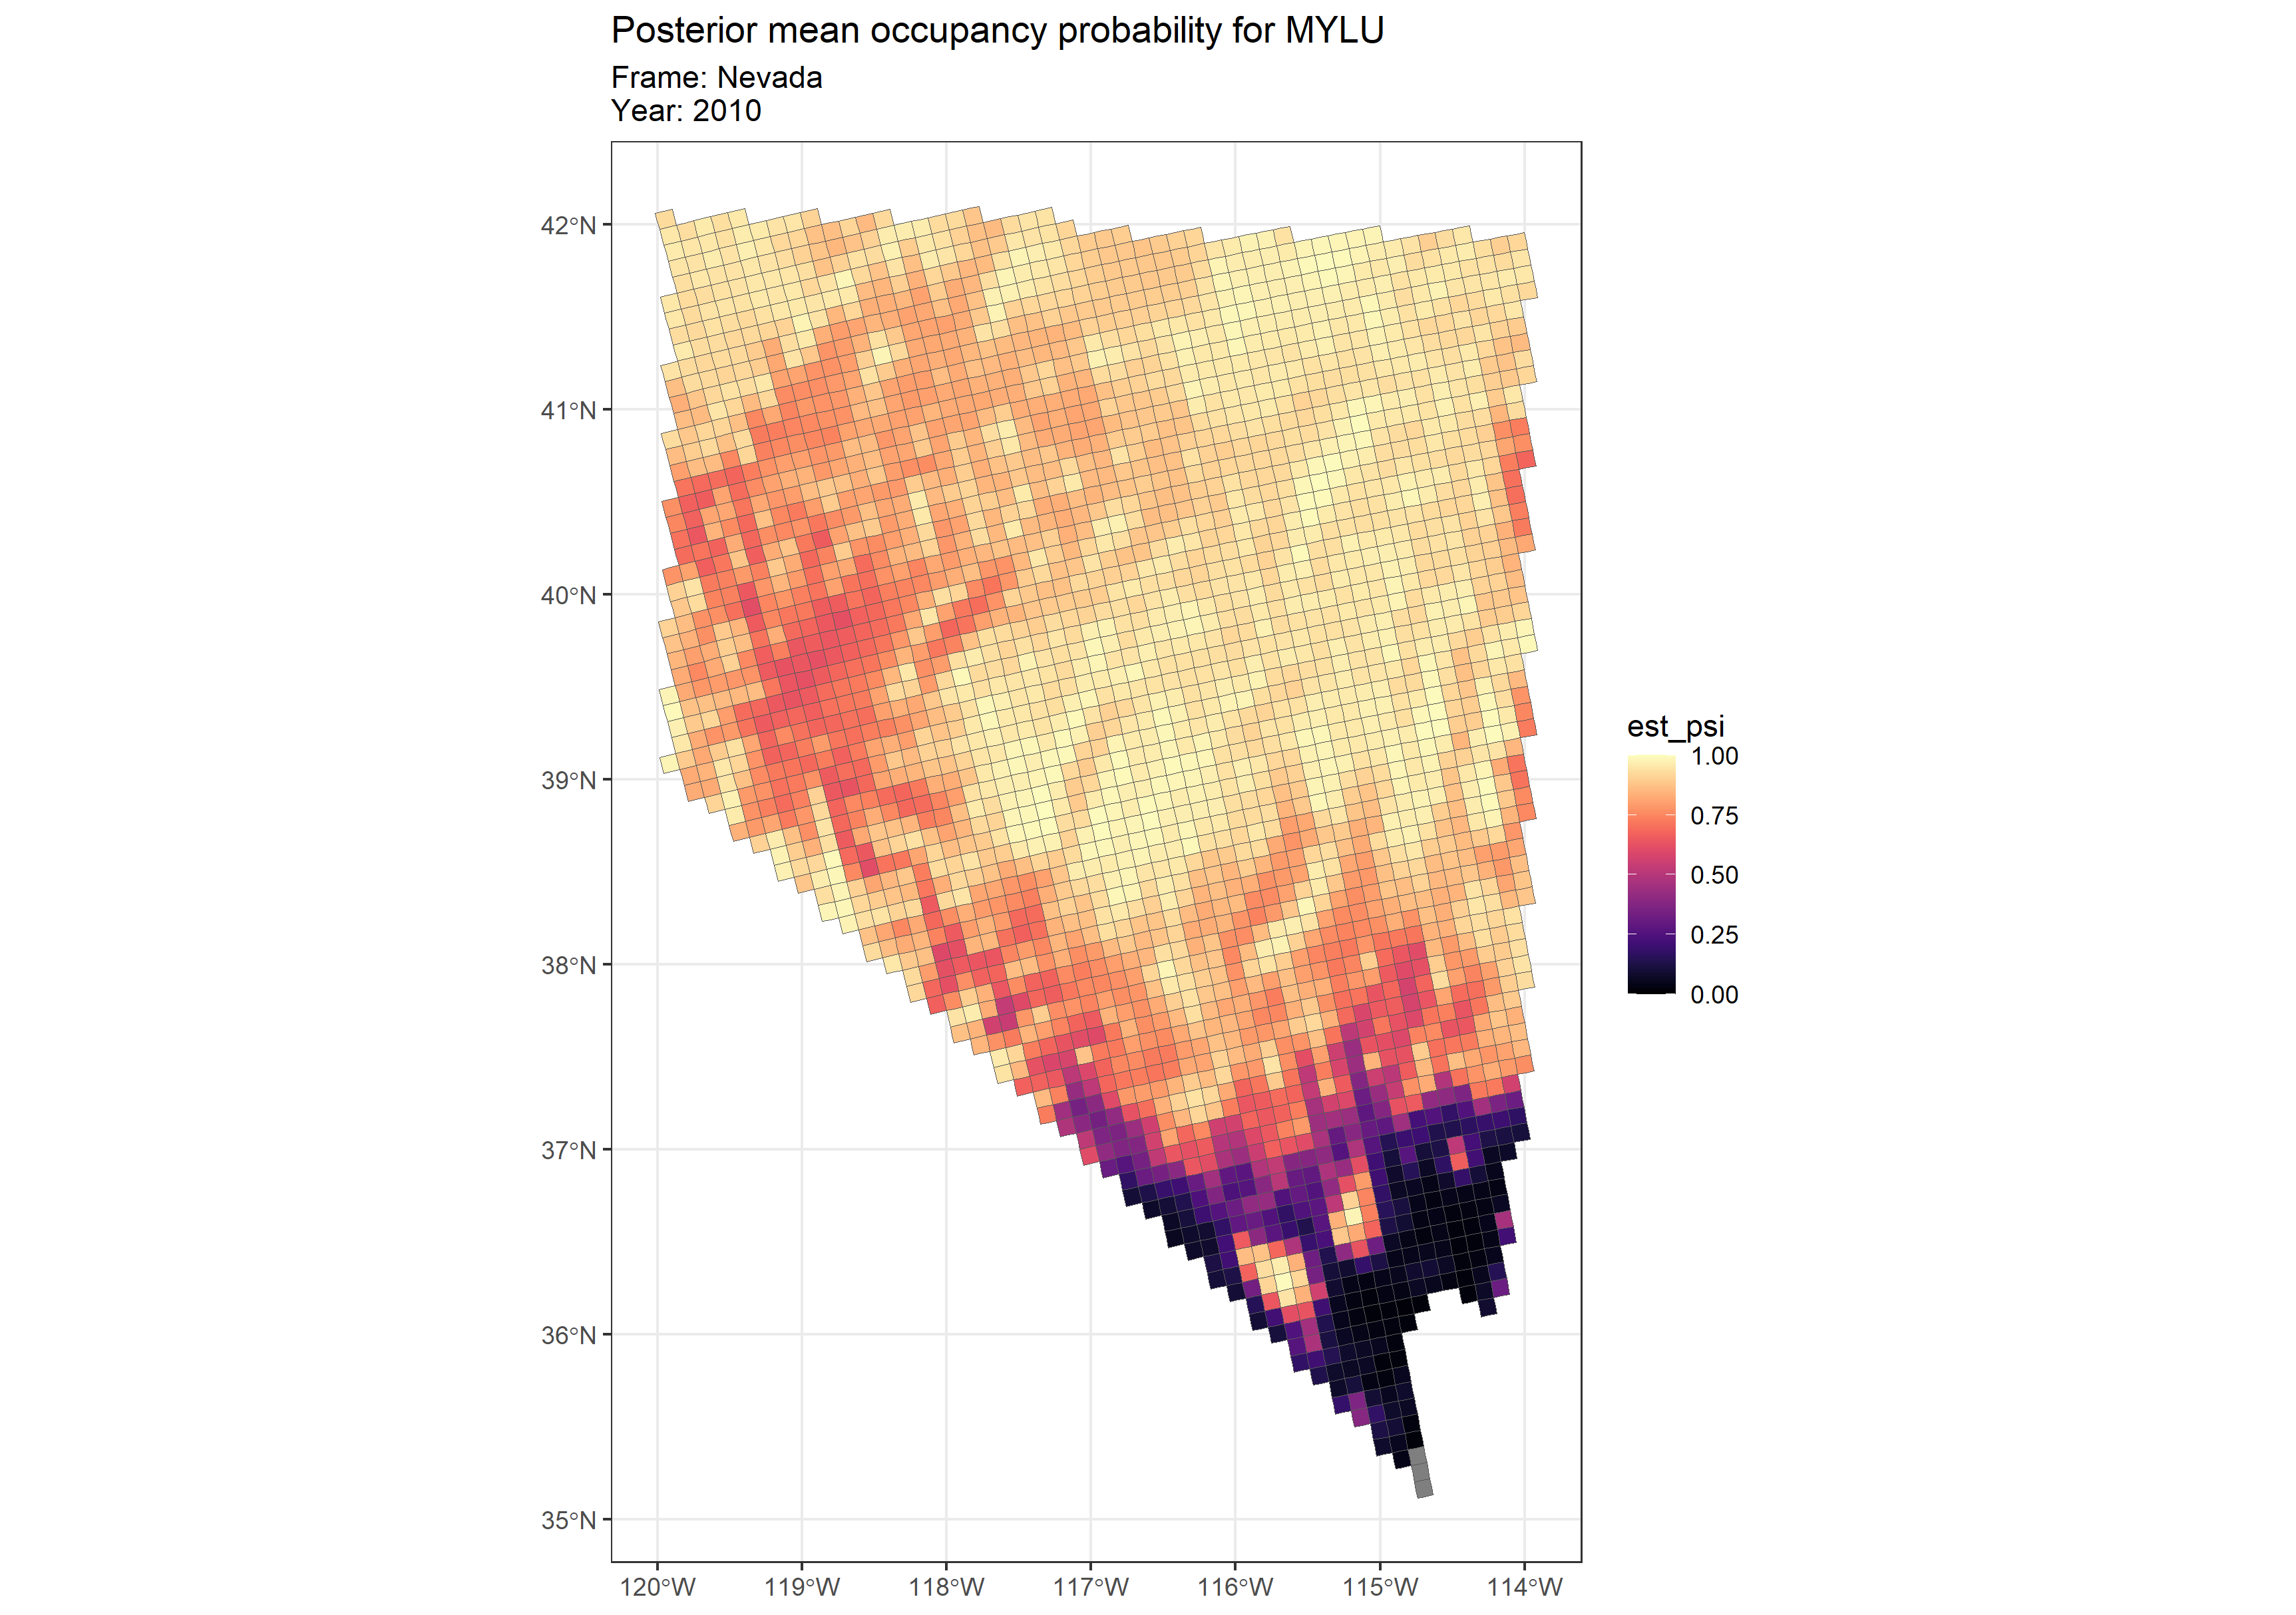 Posterior mean occupancy probability for MYLU
Frame: Nevada
Year: 2010
42°N
41°N
40°N
39°N
38°N
37°N
36°N
35°N
120°W 119°W 118°W 117°W 116°W 115°W 114°W
est_psi
1.00
0.75
0.50
0.25
0.00